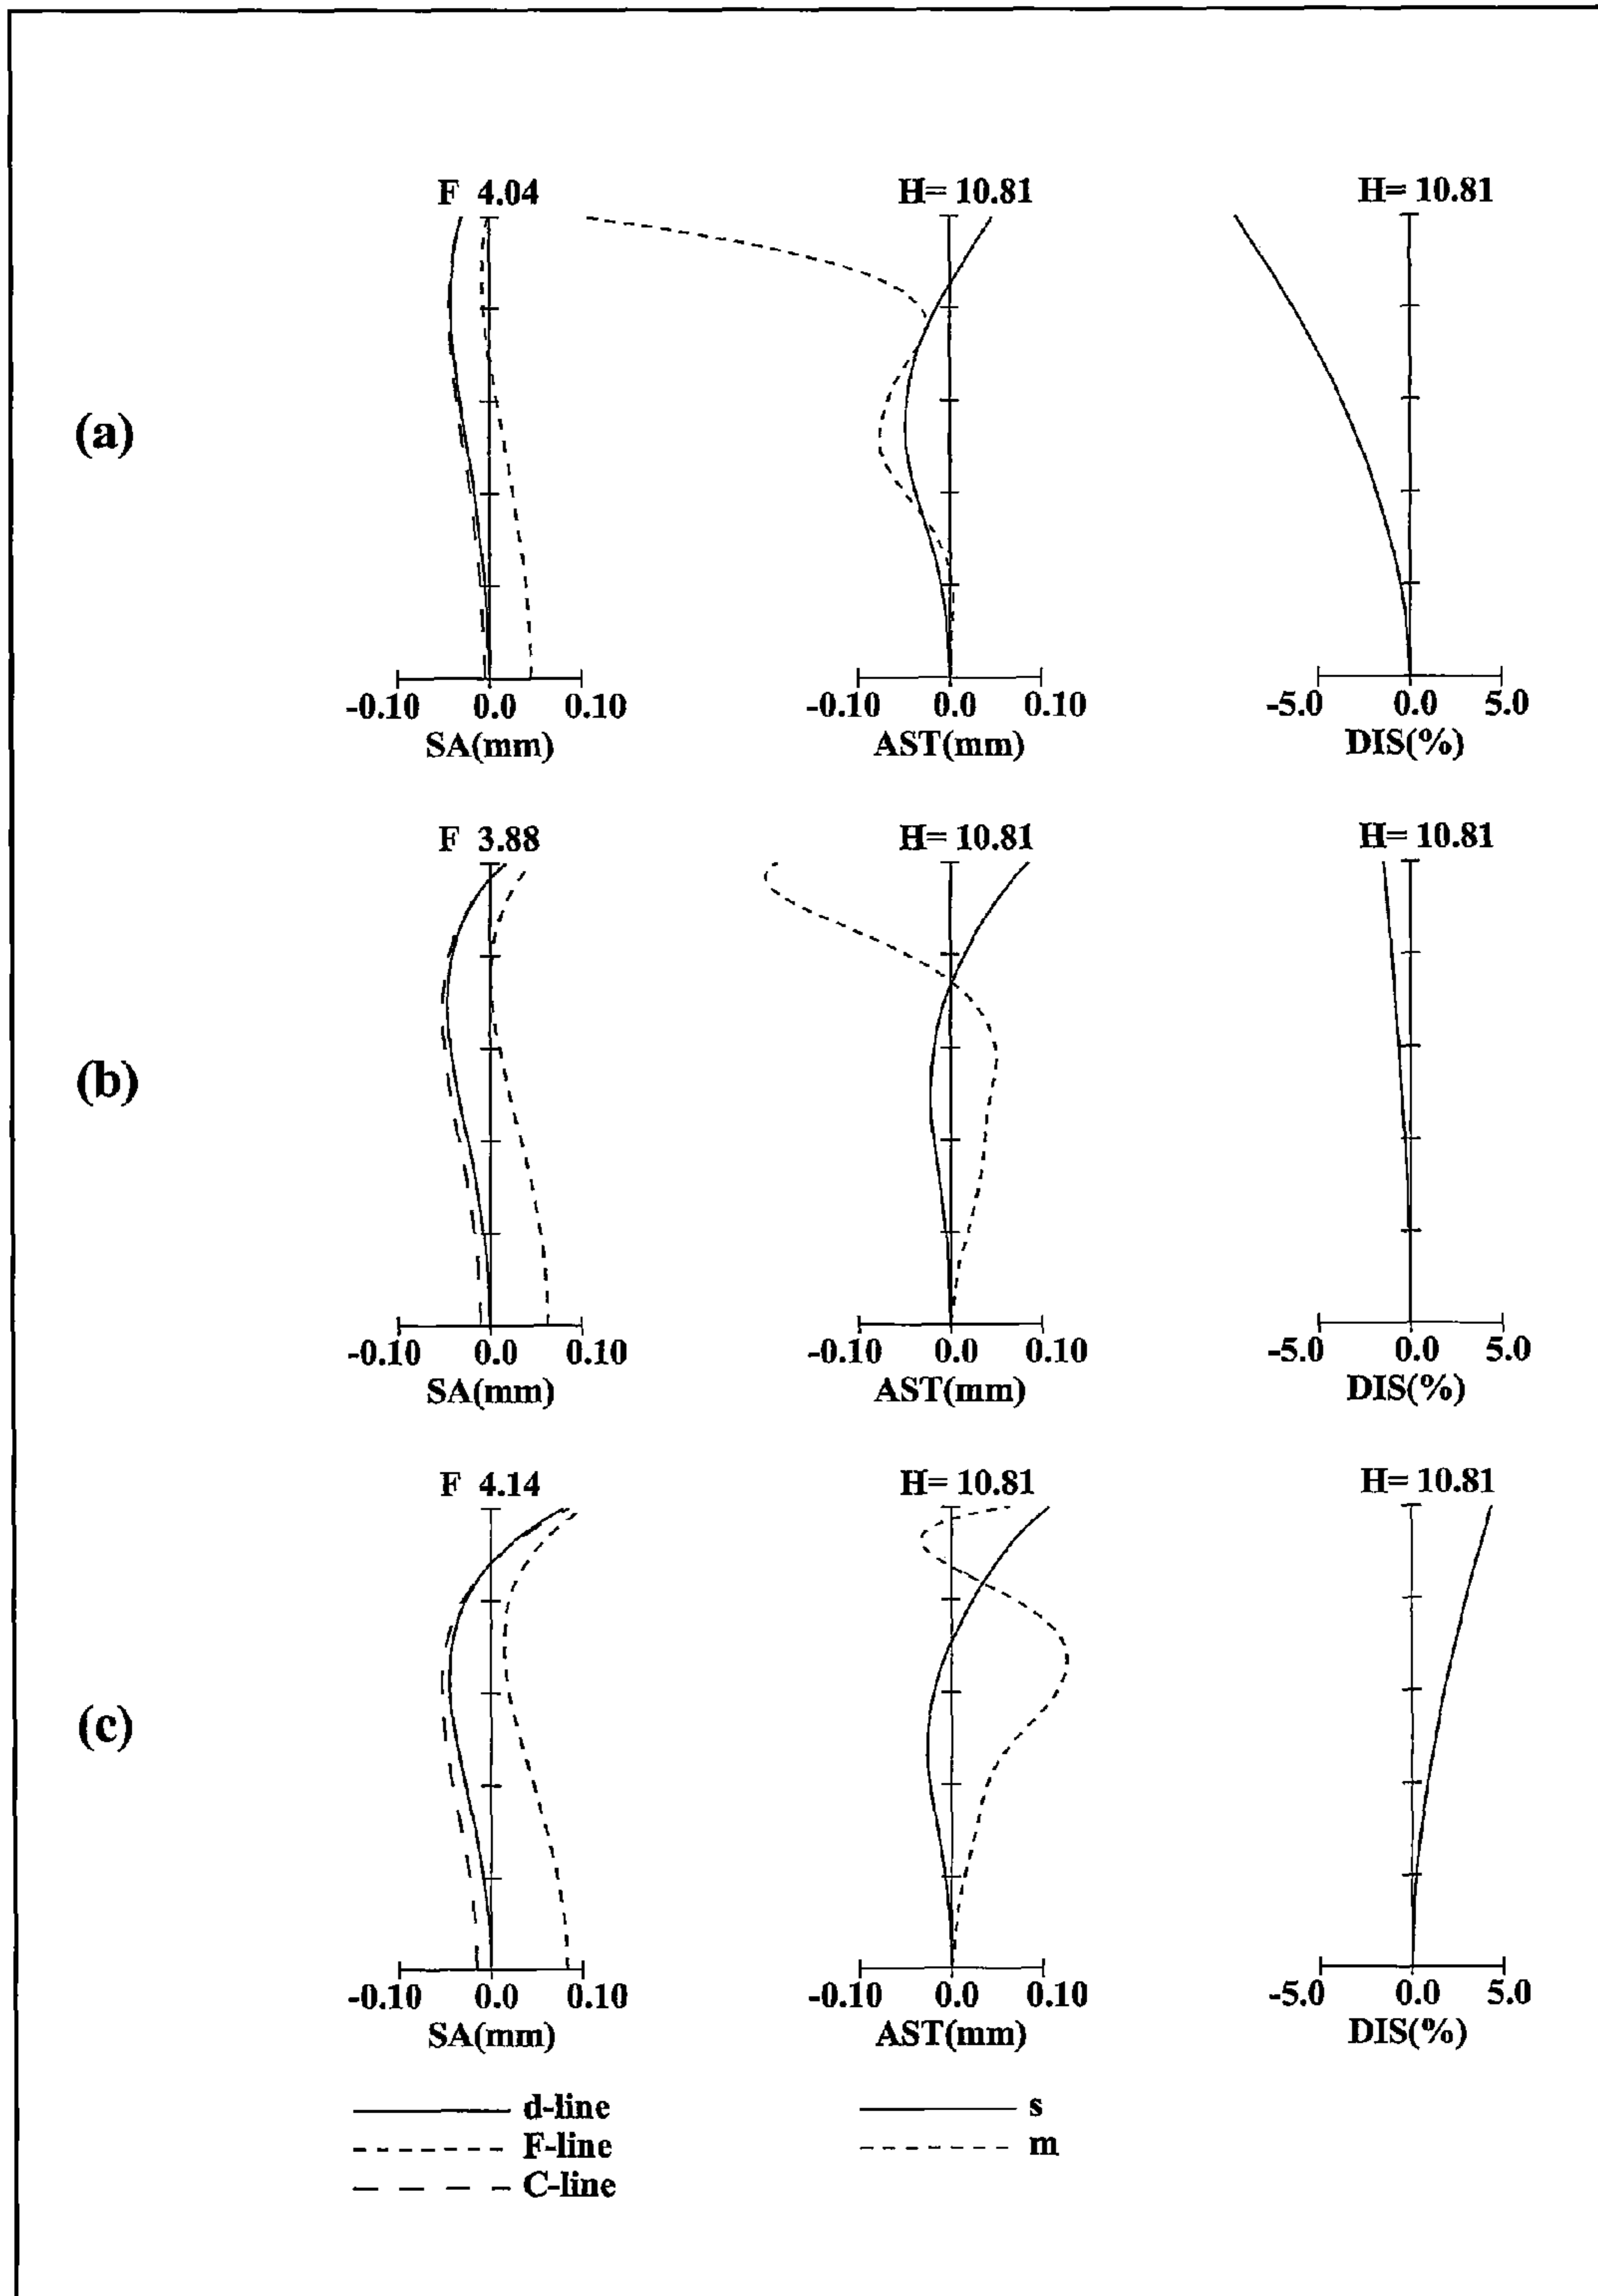 F 4.04 H= 10.81 H= 10.81
(a)
-0.10 0.0 0.10 -0.10 0.0 0.10 -5.0 0.0 5.0
SA(mm) AST(mm) DIS(%)
F 3.88 H= 10.81 H= 10.81
(b)
-0.10 0.0 0.10 -0.10 0.0 0.10 -5.0 0.0 5.0
SA(mm) AST(mm) DIS(%)
F 4.14 H= 10.81 H= 10.81
(c)
-0.10 0.0 0.10 -0.10 0.0 0.10 -5.0 0.0 5.0
SA(mm) AST(mm) DIS(%)
d-line s
F-line m
C-line